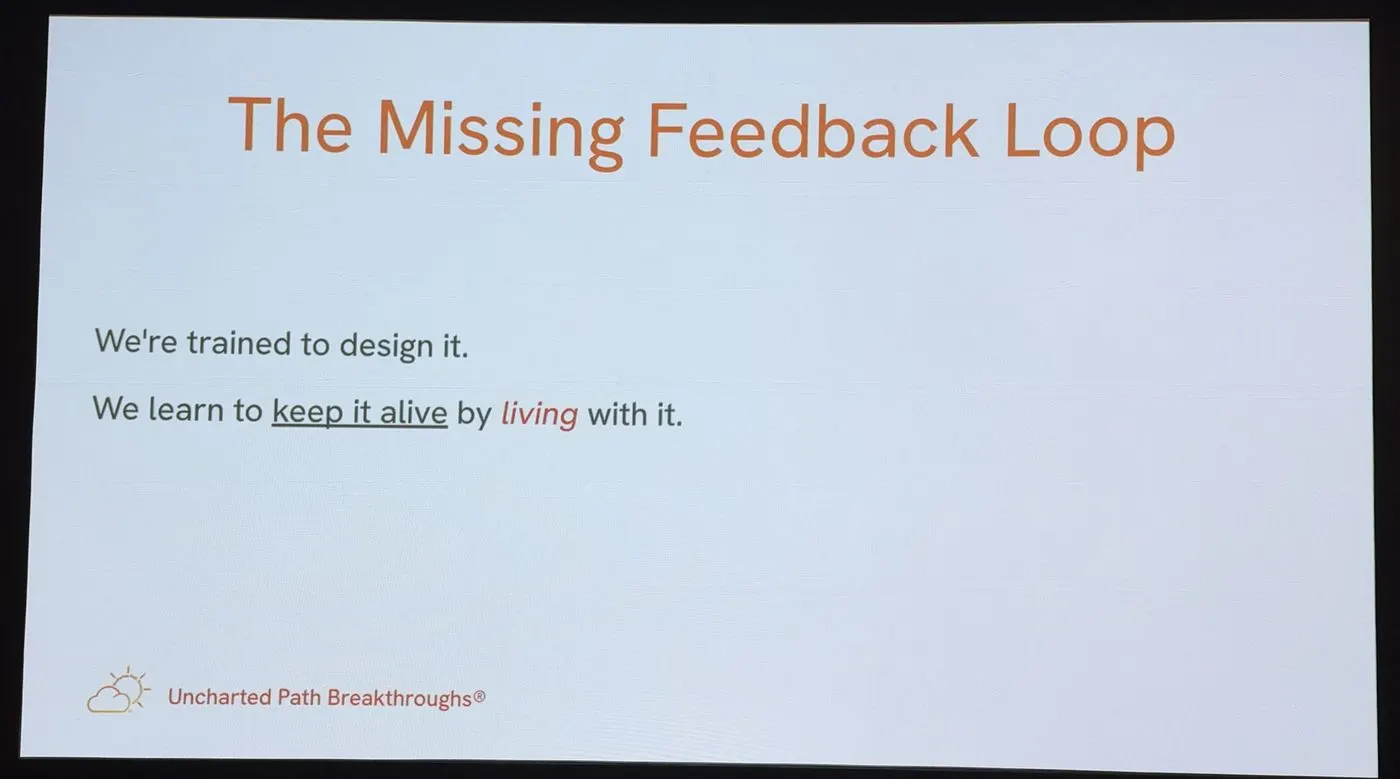 The Missing Feedback Loop
We're trained to design it.
We learn to keep it alive by living with it.
Uncharted Path Breakthroughs®